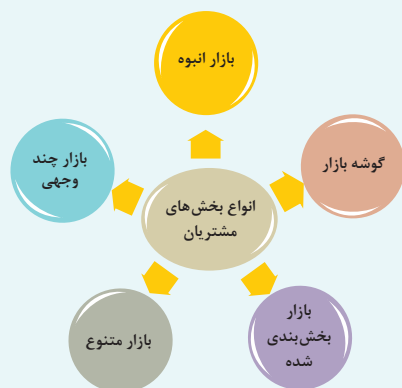 بازار انبوه
گوشه بازار
بازار چند
وجهی
انواع بخش‌های
مشتریان
بازار
بخش‌بندی
شده
بازار متنوع